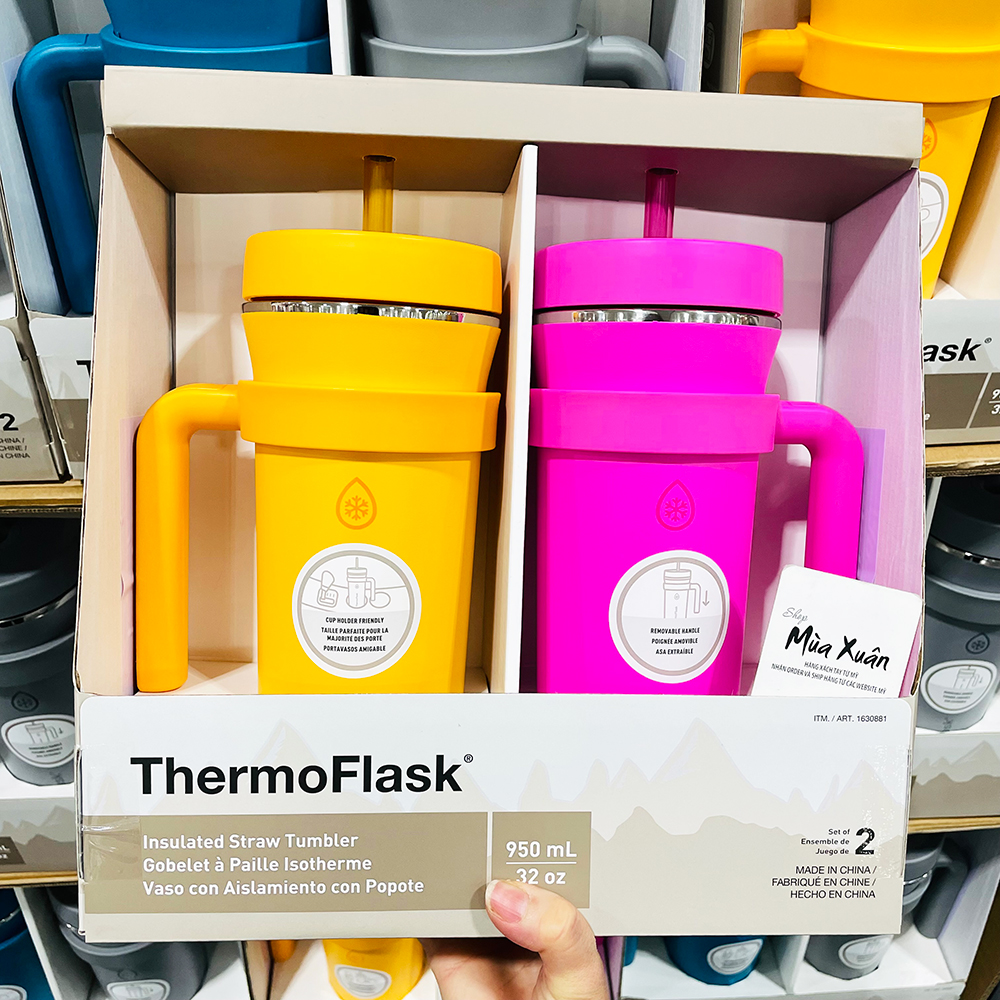 CUP HOLDER FRIENDLY
TAILLE PARFAITE POUR LA
MAJORITÉ DES PORTE
PORTAVASOS AMIGABLE
REMOVABLE HANDLE
POIGNÉE AMOVIBLE
ASA EXTRAÍBLE
Shop
Mùa Xuân
HÀNG XÁCH TAY TỪ MỸ
NHẬN ORDER VÀ SHIP HÀNG TỪ CÁC WEBSITE MỸ
ITM. / ART. 1630881
ThermoFlask®
Insulated Straw Tumbler
Gobelet à Paille Isotherme
Vaso con Aislamiento con Popote
950 mL
32 oz
Set of
Ensemble de
Juego de
2
MADE IN CHINA /
FABRIQUÉ EN CHINE /
HECHO EN CHINA
ask®
2